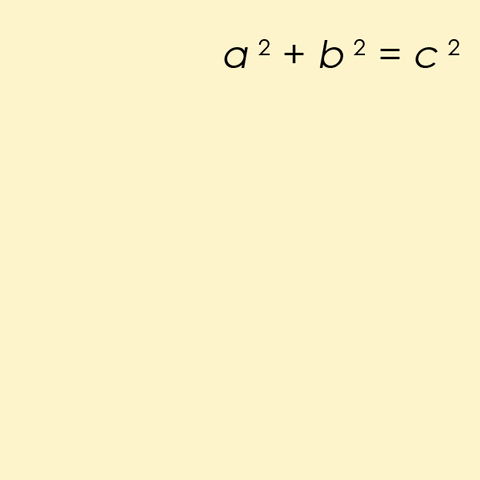 a² + b² = c²